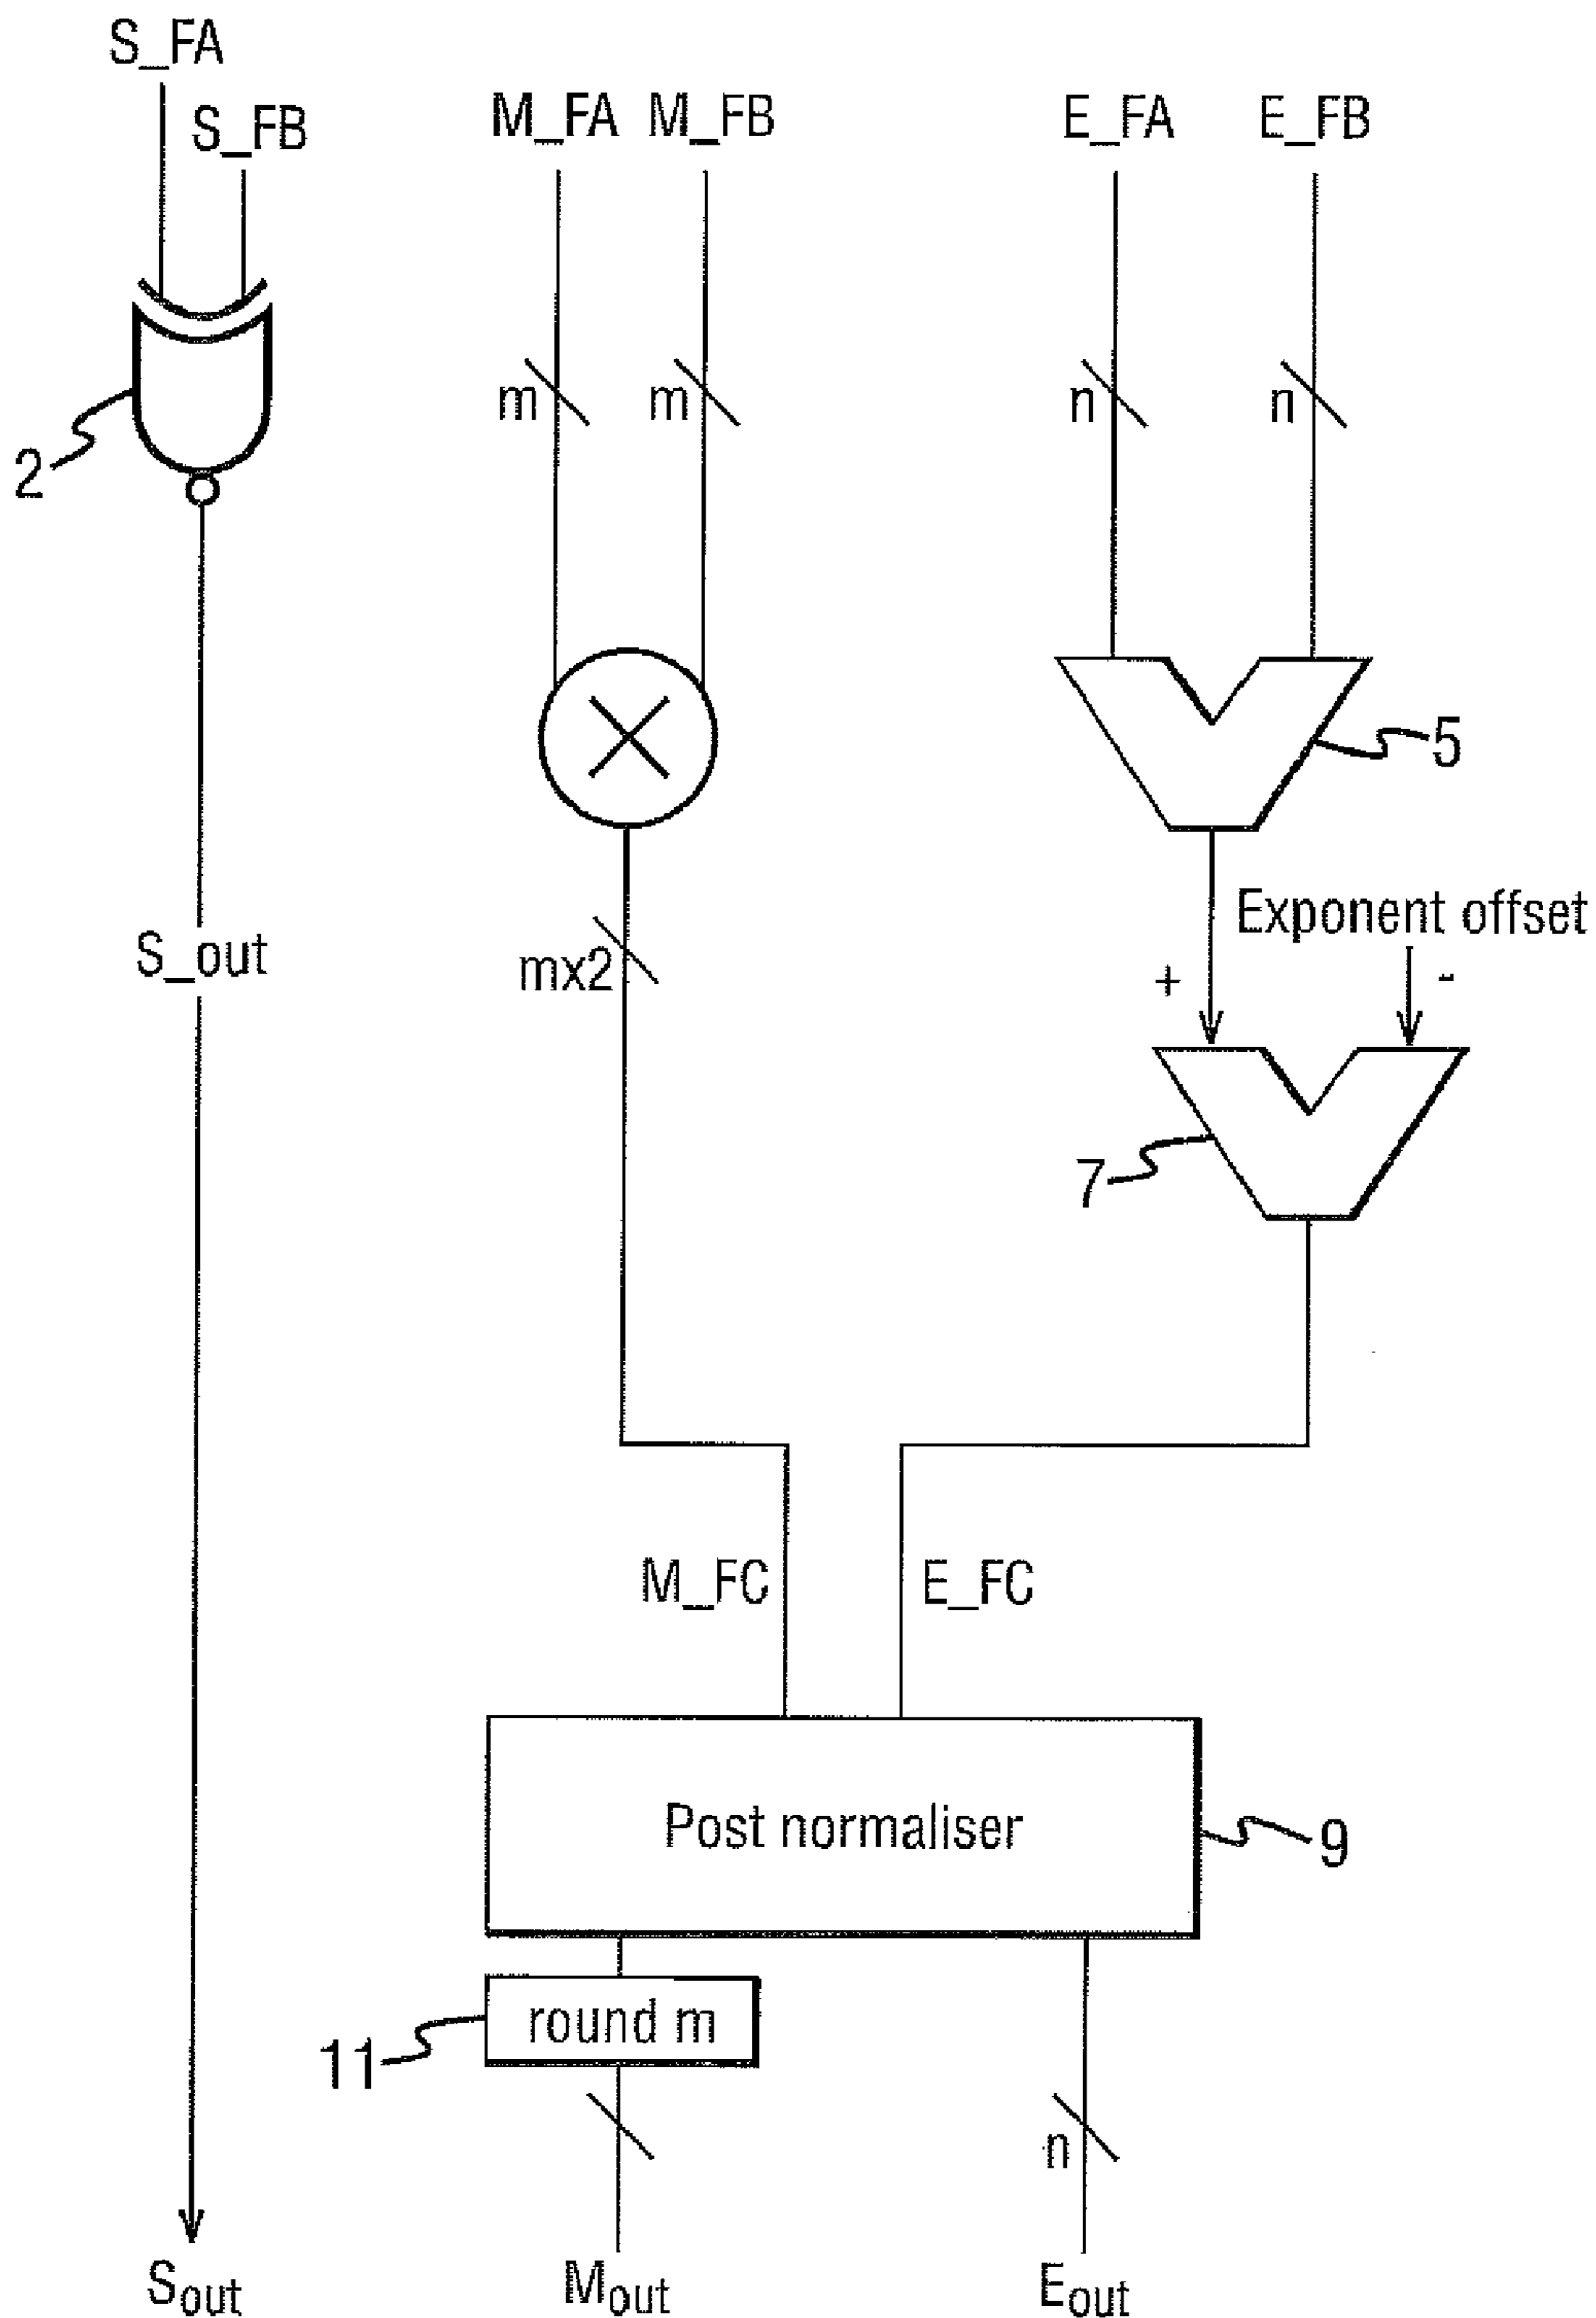 S_FA
S_FB
M_FA M_FB
E_FA E_FB
m
m
n
n
2
5
Exponent offset
S_out
mx2
+
-
7
M_FC
E_FC
Post normaliser
9
round m
11
n
Sout
Mout
Eout